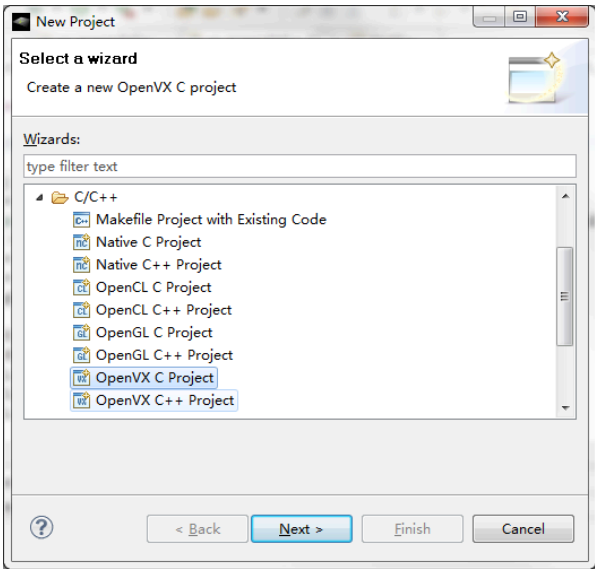 New Project
Select a wizard
Create a new OpenVX C project
Wizards:
type filter text
C/C++
Makefile Project with Existing Code
Native C Project
Native C++ Project
OpenCL C Project
OpenCL C++ Project
OpenGL C Project
OpenGL C++ Project
OpenVX C Project
OpenVX C++ Project
? < Back Next > Finish Cancel